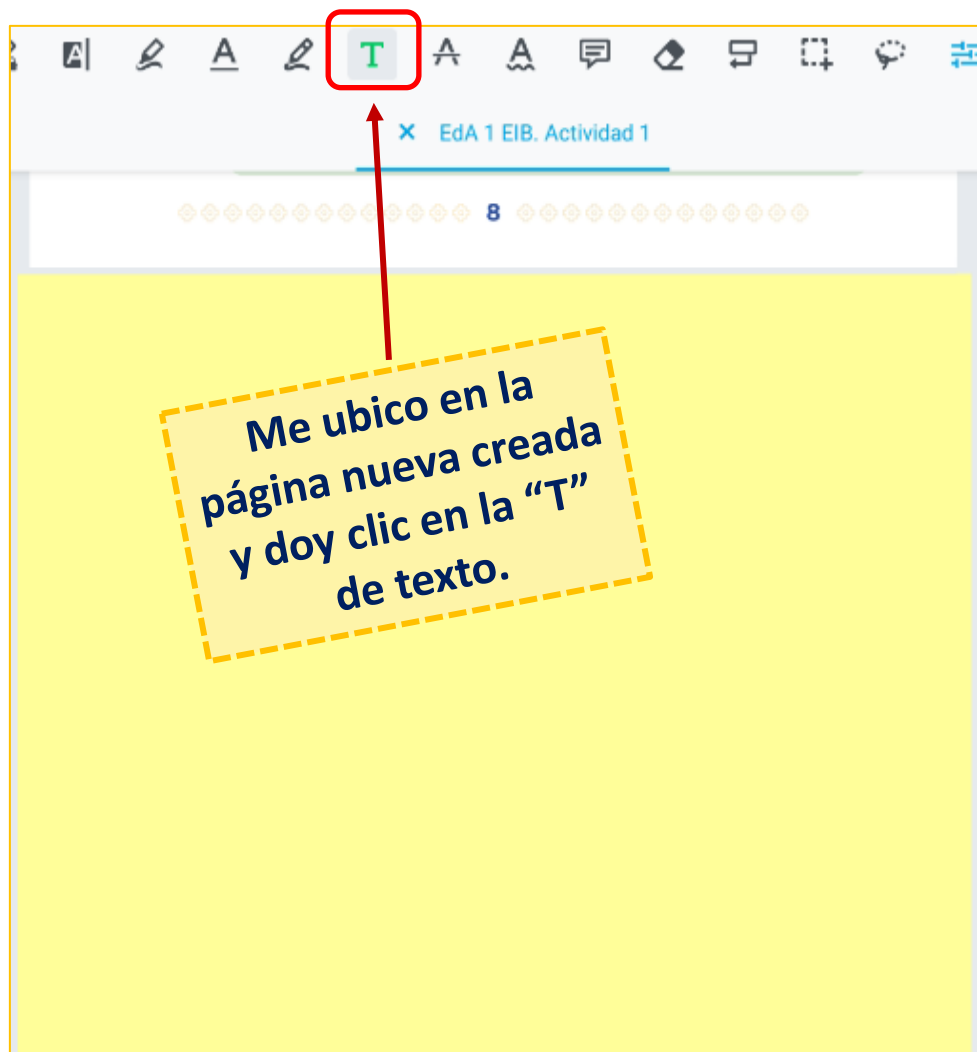 T
× EdA 1 EIB. Actividad 1
8
Me ubico en la
página nueva creada
y doy clic en la “T”
de texto.